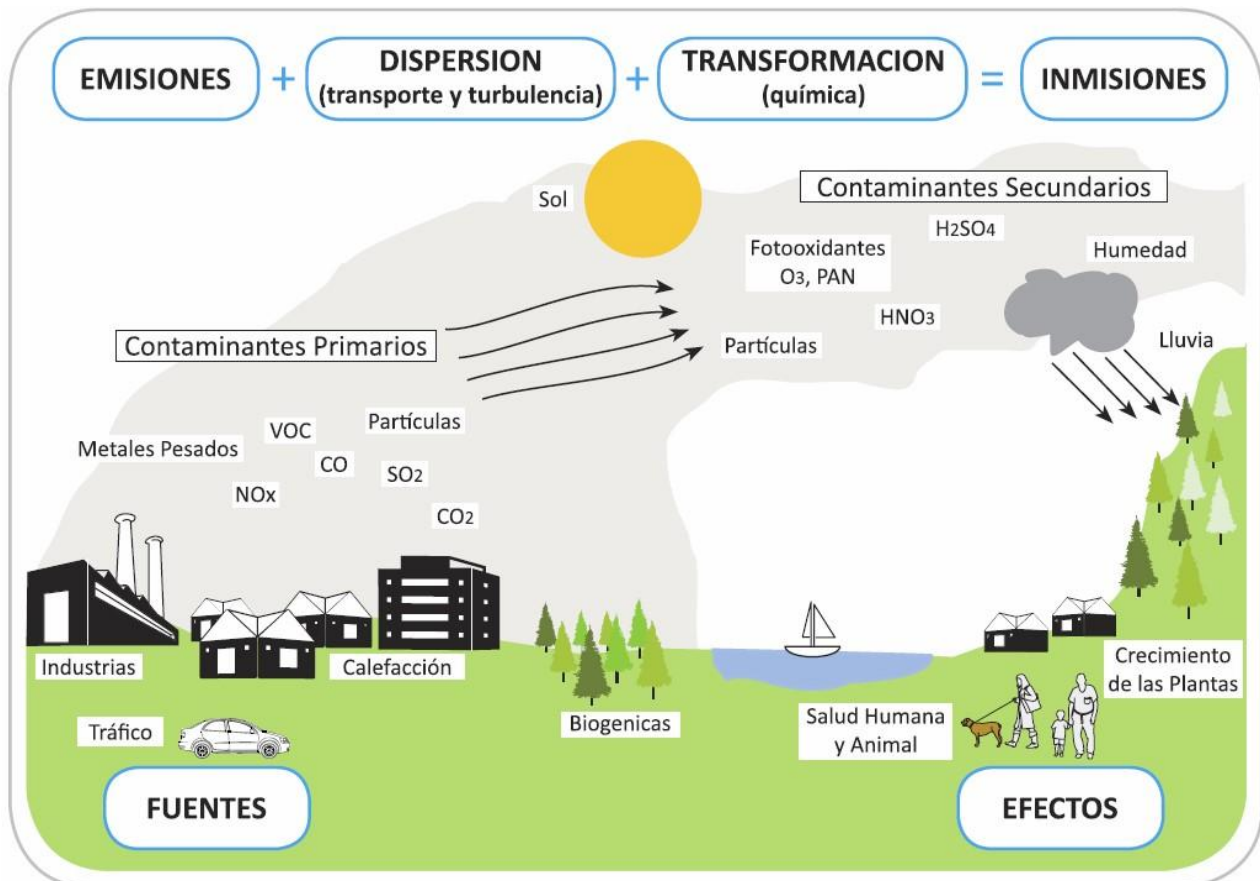 EMISIONES + DISPERSION + TRANSFORMACION = INMISIONES
(transporte y turbulencia) (química)
Contaminantes Secundarios
Sol
H2SO4
Fotooxidantes
O3, PAN
Humedad
HNO3
Contaminantes Primarios
Partículas
Lluvia
Partículas
VOC
Metales Pesados
CO
SO2
NOx
CO2
Industrias
Calefacción
Crecimiento
de las Plantas
Biogenicas
Salud Humana
y Animal
Tráfico
FUENTES
EFECTOS